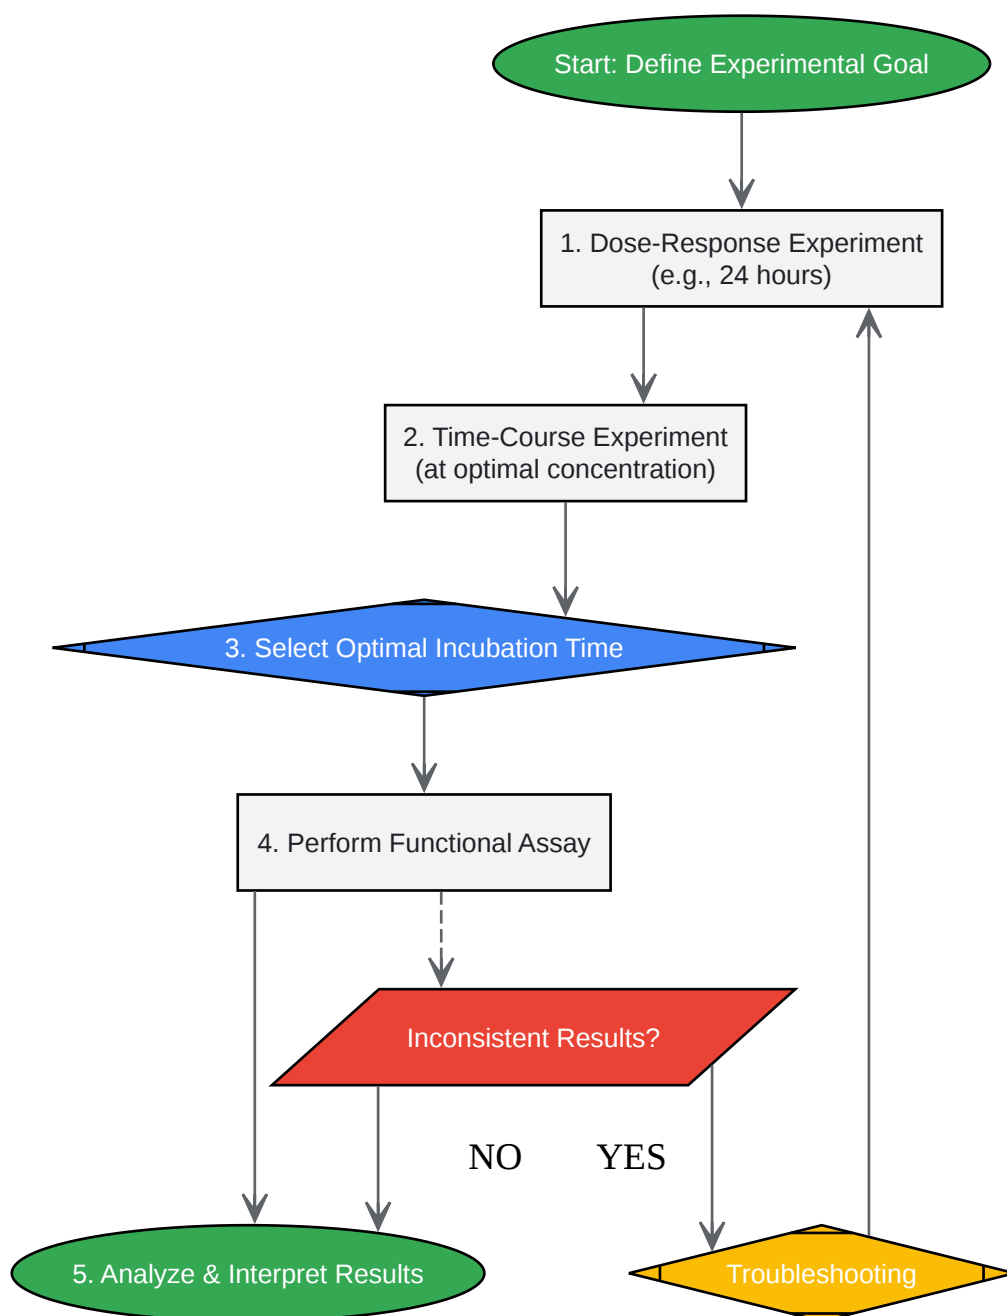 Start: Define Experimental Goal
1. Dose-Response Experiment
(e.g., 24 hours)
2. Time-Course Experiment
(at optimal concentration)
3. Select Optimal Incubation Time
4. Perform Functional Assay
Inconsistent Results?
NO
YES
5. Analyze & Interpret Results
Troubleshooting